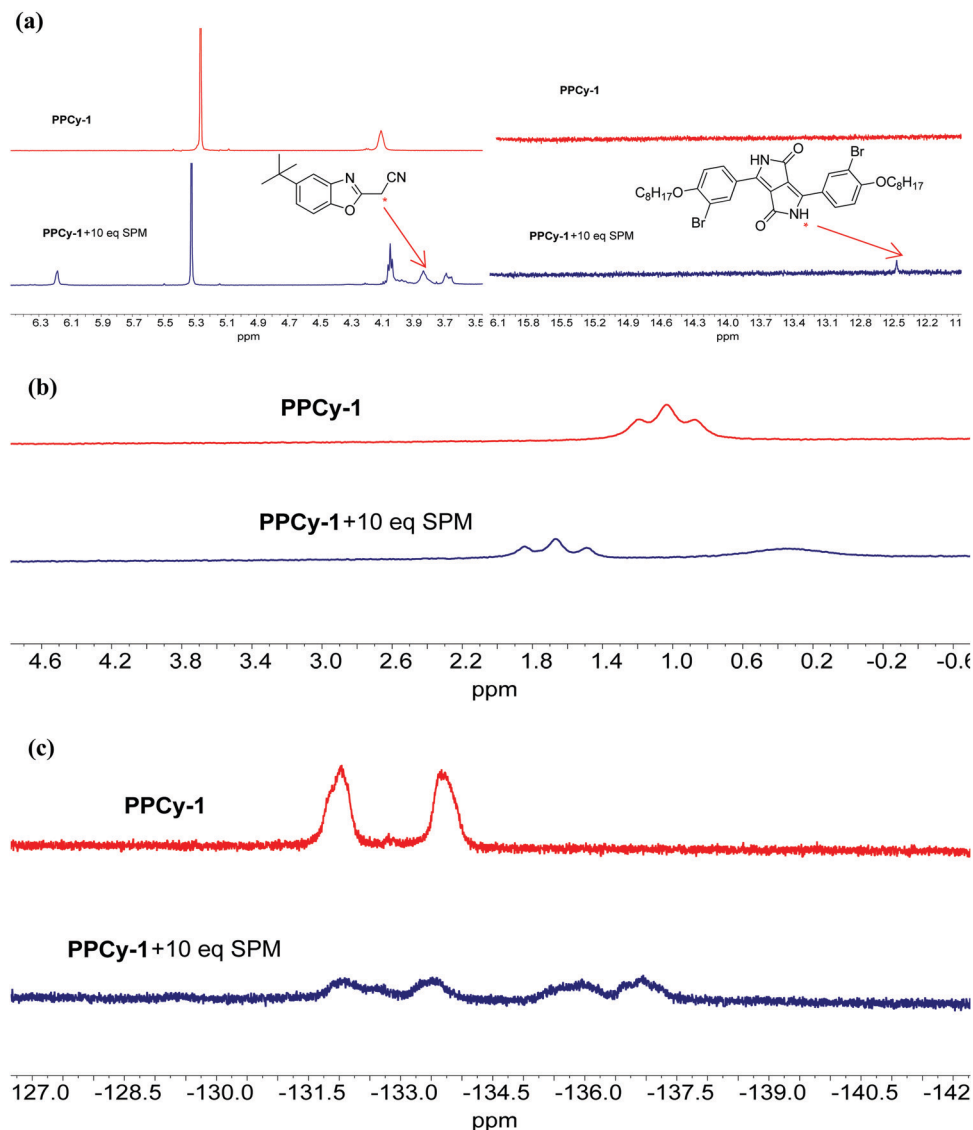 (a)
PPCy-1
N
CN
O
*
PPCy-1+10 eq SPM
6.3 6.1 5.9 5.7 5.5 5.3 5.1 4.9 4.7 4.5 4.3 4.1 3.9 3.7 3.5
ppm
PPCy-1
HN
O
Br
C8H17
O
OC8H17
Br
O
NH
*
PPCy-1+10 eq SPM
6.1 15.8 15.5 15.2 14.9 14.6 14.3 14.0 13.7 13.4 13.1 12.8 12.5 12.2 11
ppm
(b)
PPCy-1
PPCy-1+10 eq SPM
4.6 4.2 3.8 3.4 3.0 2.6 2.2 1.8 1.4 1.0 0.6 0.2 -0.2 -0.6
ppm
(c)
PPCy-1
PPCy-1+10 eq SPM
127.0 -128.5 -130.0 -131.5 -133.0 -134.5 -136.0 -137.5 -139.0 -140.5 -142
ppm